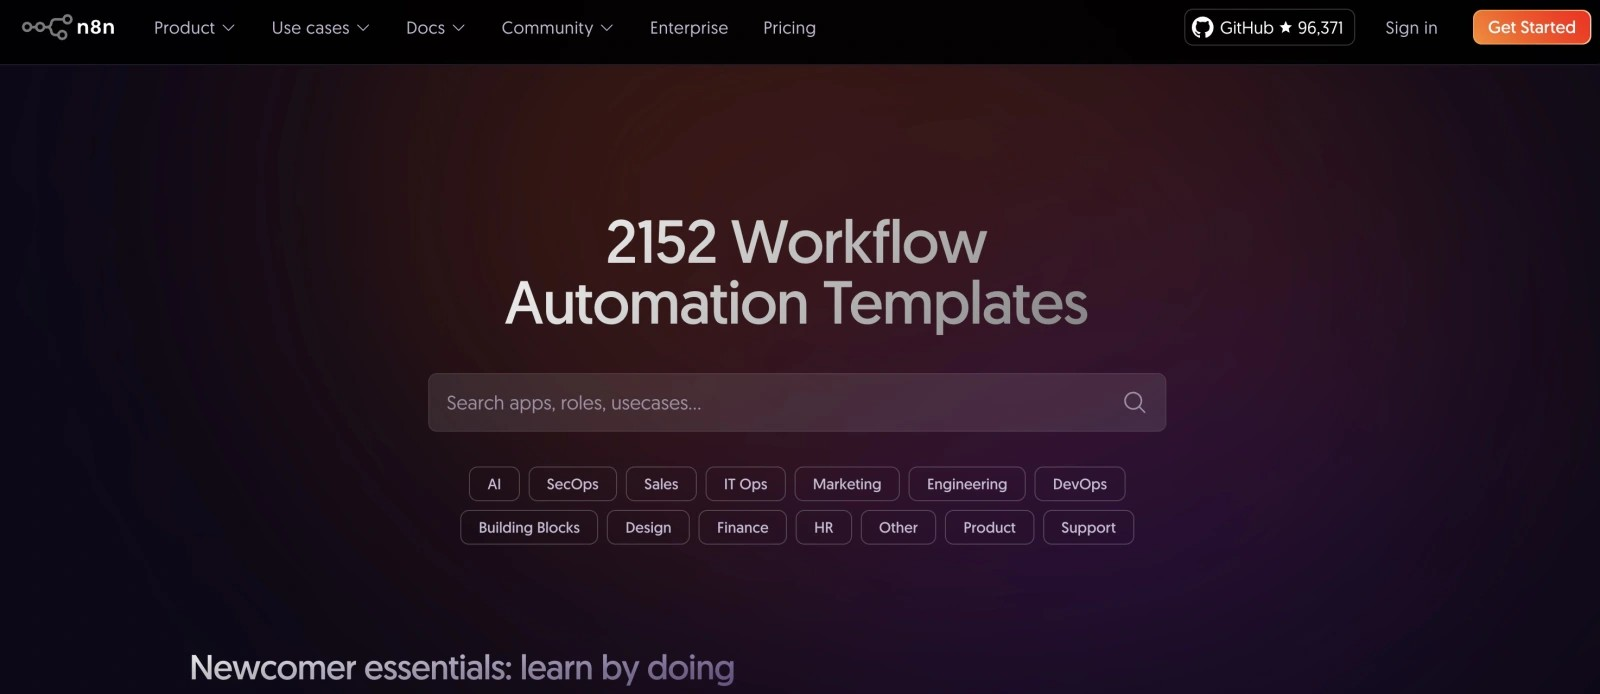 n8n Product Use cases Docs Community Enterprise Pricing GitHub ★ 96,371 Sign in Get Started
2152 Workflow
Automation Templates
Search apps, roles, usecases...
AI SecOps Sales IT Ops Marketing Engineering DevOps
Building Blocks Design Finance HR Other Product Support
Newcomer essentials: learn by doing